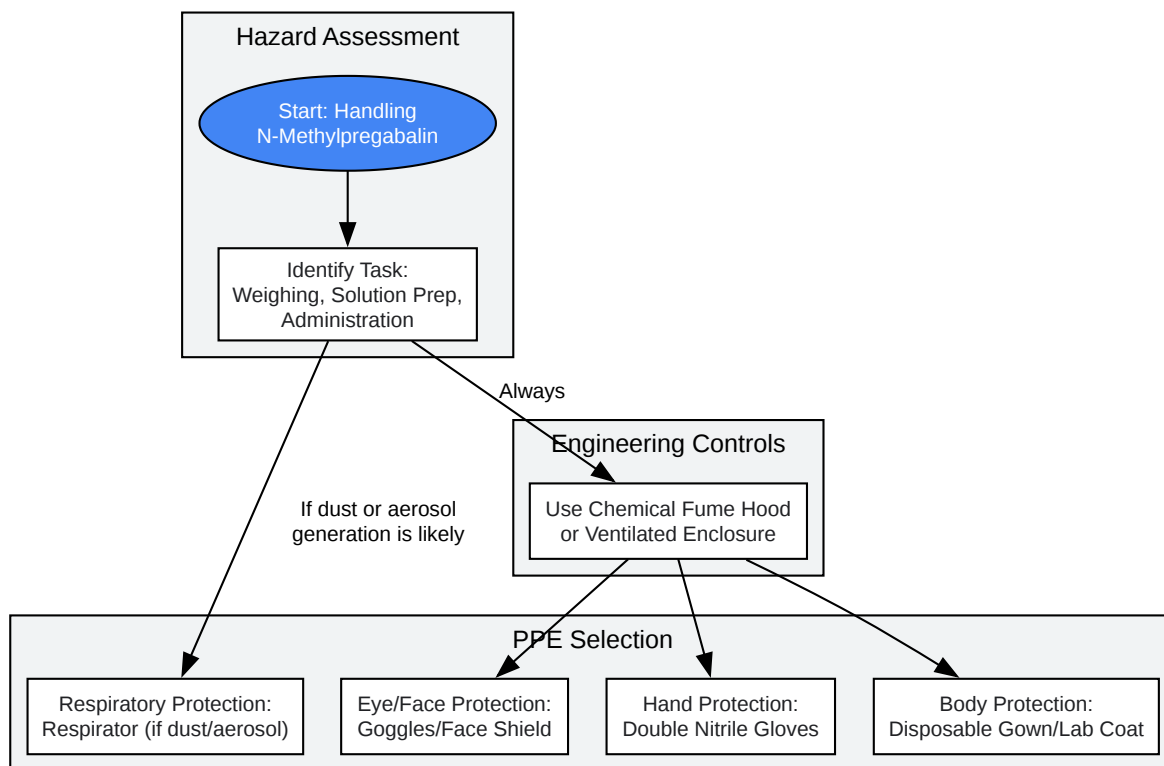 Hazard Assessment
Start: Handling
N-Methylpregabalin
Identify Task:
Weighing, Solution Prep,
Administration
Always
Engineering Controls
Use Chemical Fume Hood
or Ventilated Enclosure
If dust or aerosol
generation is likely
PPE Selection
Respiratory Protection:
Respirator (if dust/aerosol)
Eye/Face Protection:
Goggles/Face Shield
Hand Protection:
Double Nitrile Gloves
Body Protection:
Disposable Gown/Lab Coat